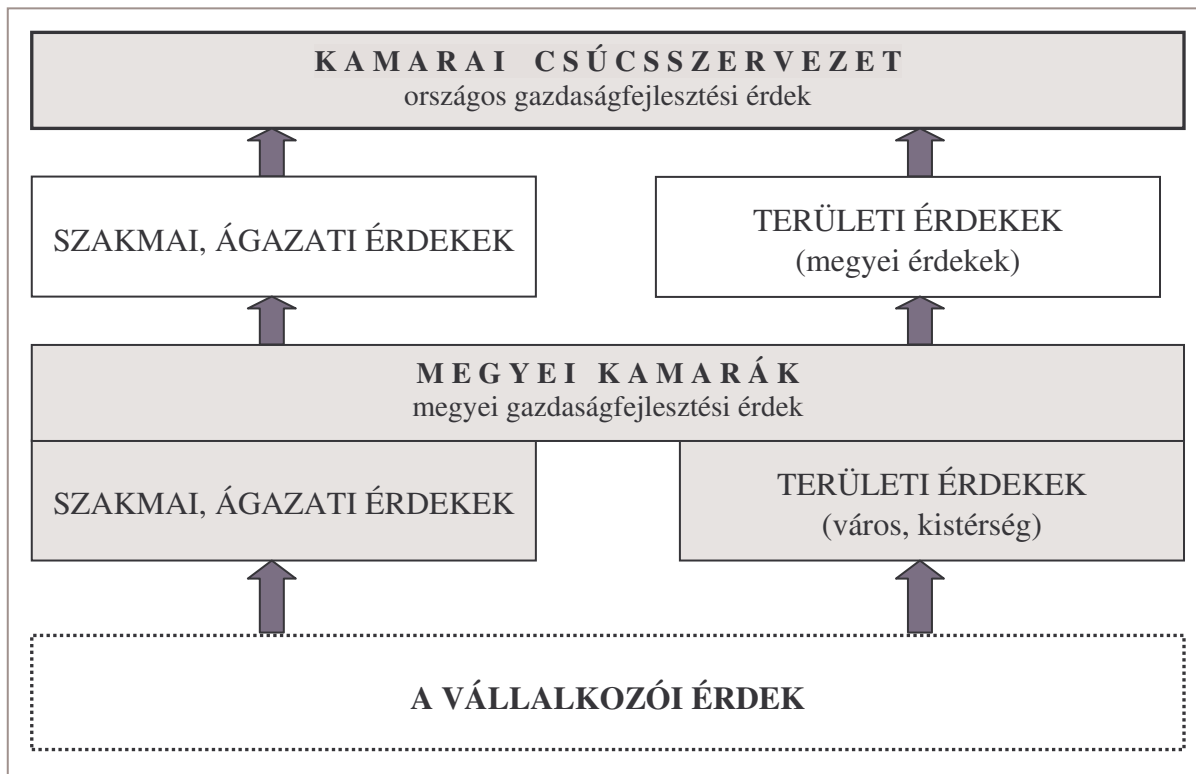 KAMARAI CSÚCSSZERVEZET
országos gazdaságfejlesztési érdek
SZAKMAI, ÁGAZATI ÉRDEKEK
TERÜLETI ÉRDEKEK
(megyei érdekek)
MEGYEI KAMARÁK
megyei gazdaságfejlesztési érdek
SZAKMAI, ÁGAZATI ÉRDEKEK
TERÜLETI ÉRDEKEK
(város, kistérség)
A VÁLLALKOZÓI ÉRDEK